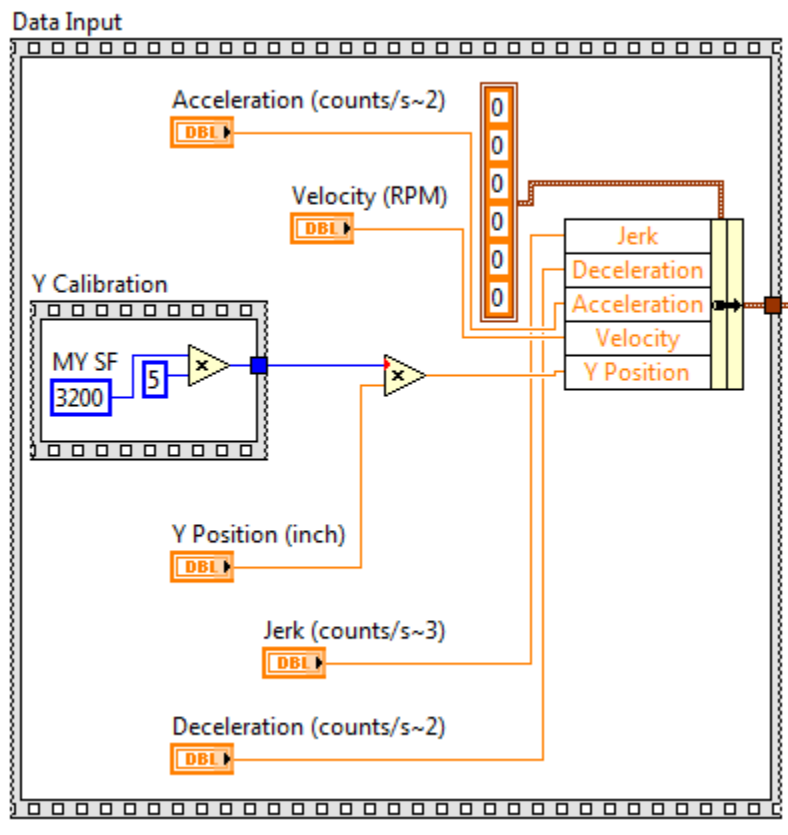 Data Input
Acceleration (counts/s~2)
DBL
0
0
0
0
0
0
Velocity (RPM)
DBL
Jerk
Deceleration
Acceleration
Velocity
Y Position
Y Calibration
MY SF
3200
5
x
x
Y Position (inch)
DBL
Jerk (counts/s~3)
DBL
Deceleration (counts/s~2)
DBL